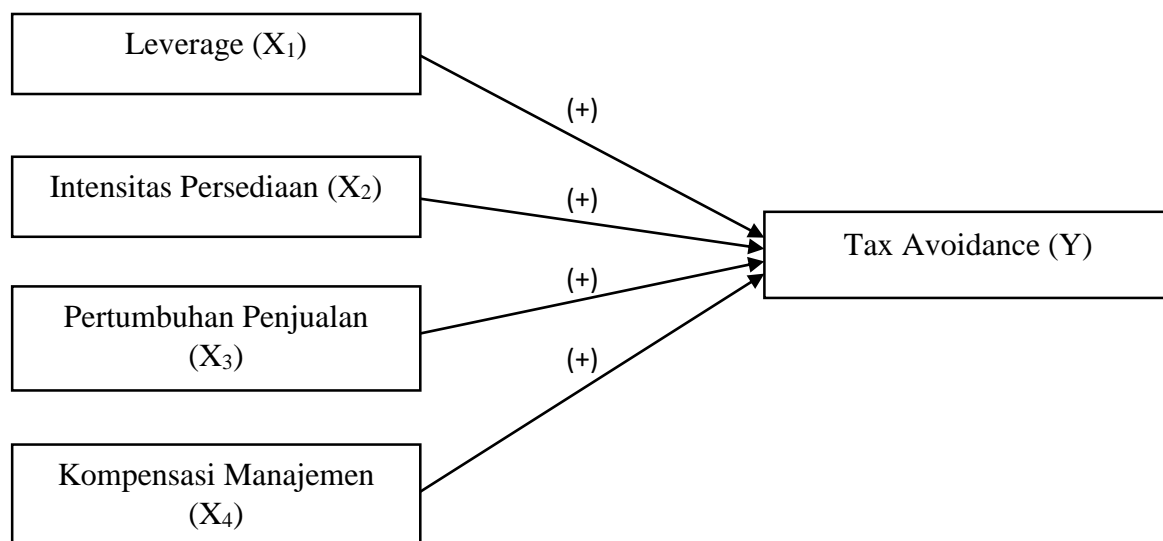 Leverage (X₁)
(+)
Intensitas Persediaan (X₂)
(+)
Tax Avoidance (Y)
(+)
Pertumbuhan Penjualan
(X₃)
(+)
Kompensasi Manajemen
(X₄)